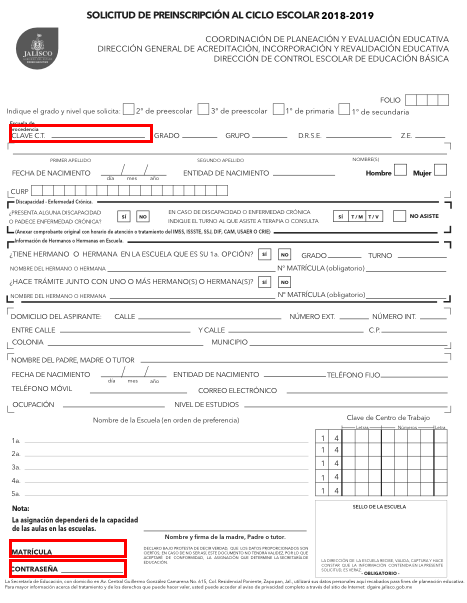 SOLICITUD DE PREINSCRIPCIÓN AL CICLO ESCOLAR 2018-2019
JALISCO
COORDINACIÓN DE PLANEACIÓN Y EVALUACIÓN EDUCATIVA
DIRECCIÓN GENERAL DE ACREDITACIÓN, INCORPORACIÓN Y REVALIDACIÓN EDUCATIVA
DIRECCIÓN DE CONTROL ESCOLAR DE EDUCACIÓN BÁSICA
FOLIO
Indique el grado y nivel que solicita: 2° de preescolar 3° de preescolar 1° de primaria 1° de secundaria
Escuela de
procedencia
CLAVE C.T. GRADO GRUPO D.R.S.E. Z.E.
PRIMER APELLIDO SEGUNDO APELLIDO NOMBRE(S)
FECHA DE NACIMIENTO / / ENTIDAD DE NACIMIENTO Hombre Mujer
día mes año
CURP
Discapacidad - Enfermedad Crónica.
¿PRESENTA ALGUNA DISCAPACIDAD SÍ NO EN CASO DE DISCAPACIDAD O ENFERMEDAD CRÓNICA SÍ T / M T / V NO ASISTE
O PADECE ENFERMEDAD CRÓNICA? INDIQUE EL TURNO AL QUE ASISTE A TERAPIA O CONSULTA
(Anexar comprobante original con horario de atención o tratamiento del IMSS, ISSSTE, SSJ, DIF, CAM, USAER O CRIE)
Información de Hermanos o Hermanas en Escuela.
¿TIENE HERMANO O HERMANA EN LA ESCUELA QUE ES SU 1a. OPCIÓN? SÍ NO GRADO TURNO
NOMBRE DEL HERMANO O HERMANA N° MATRÍCULA (obligatorio)
¿HACE TRÁMITE JUNTO CON UNO O MÁS HERMANO(S) O HERMANA(S)? SÍ NO
NOMBRE DEL HERMANO O HERMANA N° MATRÍCULA (obligatorio)
DOMICILIO DEL ASPIRANTE: CALLE NÚMERO EXT. NÚMERO INT.
ENTRE CALLE Y CALLE C.P.
COLONIA MUNICIPIO
NOMBRE DEL PADRE, MADRE O TUTOR
FECHA DE NACIMIENTO / / ENTIDAD DE NACIMIENTO TELÉFONO FIJO
día mes año
TELÉFONO MÓVIL CORREO ELECTRÓNICO
OCUPACIÓN NIVEL DE ESTUDIOS
Nombre de la Escuela (en orden de preferencia) Clave de Centro de Trabajo
Letras Números Letra
1a. 1 4
2a. 1 4
3a. 1 4
4a. 1 4
5a. 1 4
Nota:
La asignación dependerá de la capacidad
de las aulas en las escuelas.
Nombre y firma de la madre, Padre o tutor.
SELLO DE LA ESCUELA
MATRÍCULA
CONTRASEÑA
DECLARO BAJO PROTESTA DE DECIR VERDAD, QUE LOS DATOS PROPORCIONADOS SON
CIERTOS, EN CASO DE NO SER ASÍ, ESTE DOCUMENTO NO TENDRÁ VALIDEZ, POR LO QUE
ACEPTARÉ, DE CONFORMIDAD, LA ASIGNACIÓN QUE DETERMINE LA SECRETARÍA DE
EDUCACIÓN.
LA DIRECCIÓN DE LA ESCUELA RECIBE, VALIDA, CAPTURA Y HACE
CONSTAR QUE LA INFORMACIÓN CONTENIDA EN LA PRESENTE
SOLICITUD, ES VERAZ.
- OBLIGATORIO -
La Secretaría de Educación, con domicilio en Av. Central Guillermo González Camarena No. 615, Col. Residencial Poniente, Zapopan, Jal., utilizará sus datos personales aquí recabados para fines de planeación educativa.
Para mayor información acerca del tratamiento y de los derechos que puede hacer valer, usted puede acceder al aviso de privacidad completo a través del sitio de Internet: dgaire.jalisco.gob.mx